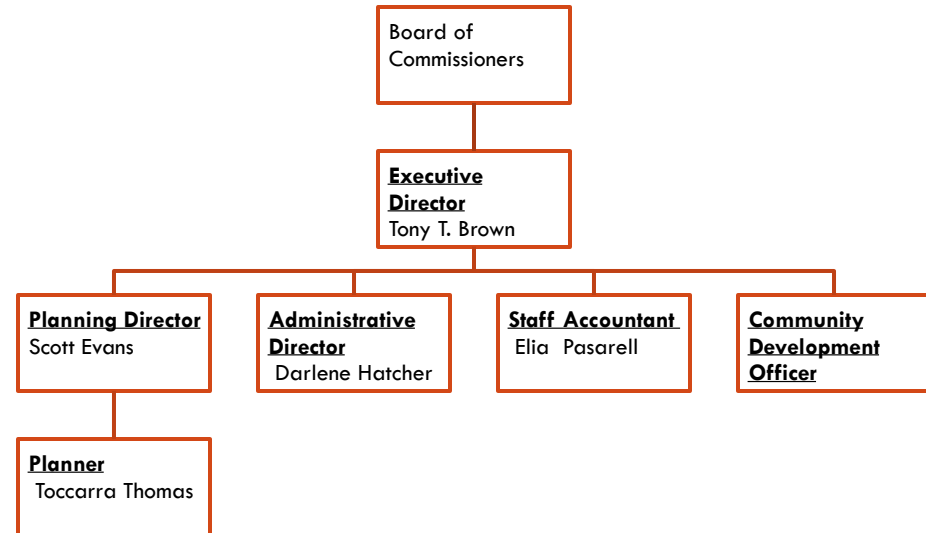 Board of
Commissioners
Executive
Director
Tony T. Brown
Planning Director
Scott Evans
Administrative
Director
Darlene Hatcher
Staff Accountant
Elia Pasarell
Community
Development
Officer
Planner
Toccarra Thomas